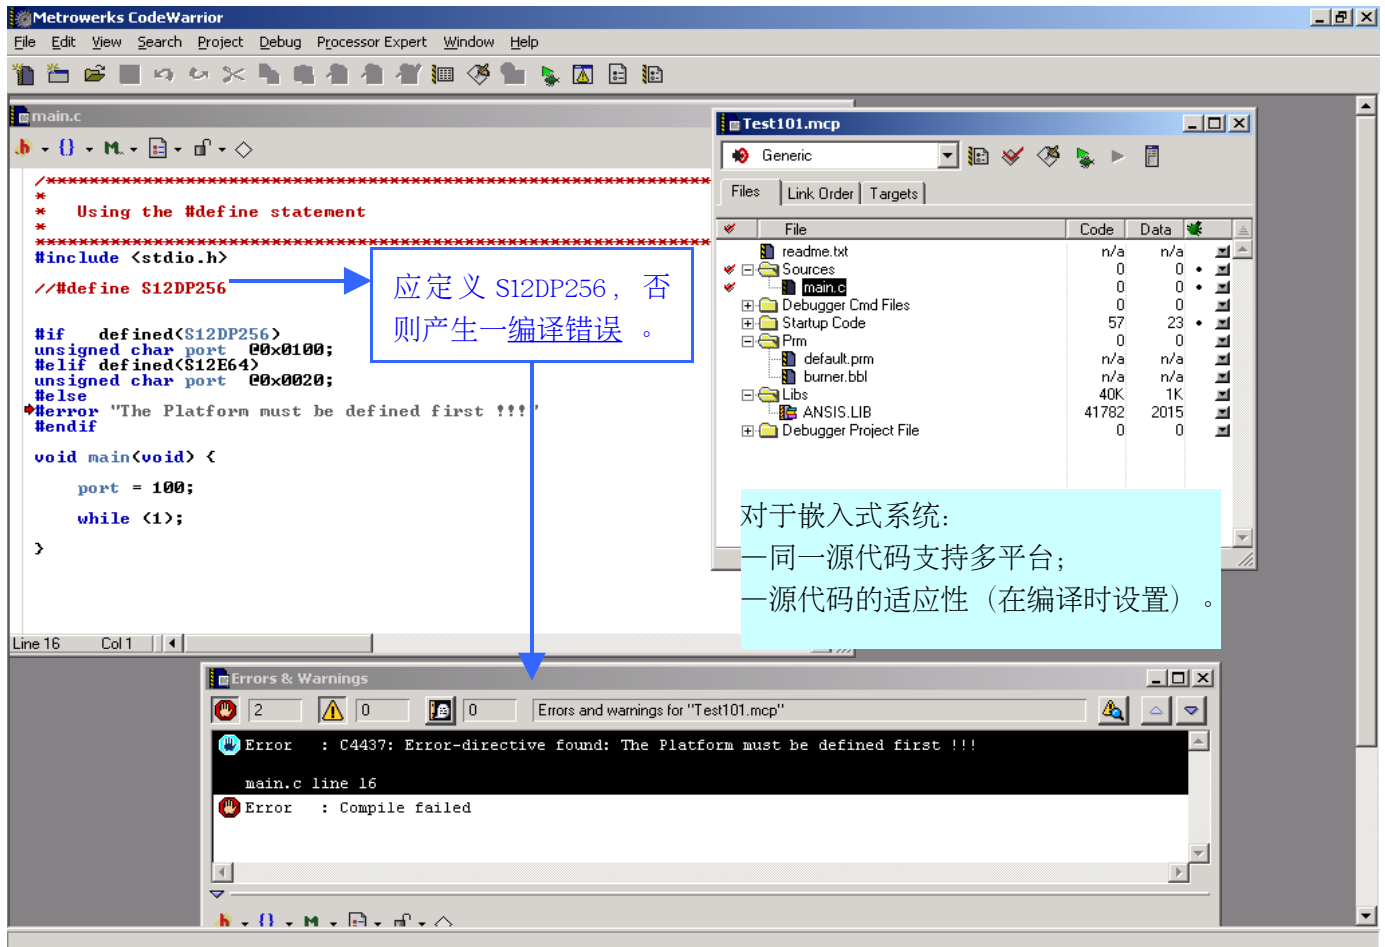 Metrowerks CodeWarrior
File Edit View Search Project Debug Processor Expert Window Help
main.c
/*******************************************************************
*
* Using the #define statement
*
*******************************************************************
#include <stdio.h>
//#define S12DP256
#if defined(S12DP256)
unsigned char port @0x0100;
#elif defined(S12E64)
unsigned char port @0x0020;
#else
#error "The Platform must be defined first !!!"
#endif
void main(void) {
port = 100;
while (1);
}
Line 16 Col 1
应定义 S12DP256，否
则产生一编译错误 。
Test101.mcp
Generic
Files Link Order Targets
File Code Data
readme.txt n/a n/a
Sources 0 0 •
main.c 0 0 •
Debugger Cmd Files 0 0
Startup Code 57 23 •
Prm 0 0
default.prm n/a n/a
burner.bbl n/a n/a
Libs 40K 1K
ANSIS.LIB 41782 2015
Debugger Project File 0 0
对于嵌入式系统:
—同一源代码支持多平台;
—源代码的适应性（在编译时设置）。
Errors & Warnings
2 0 0 Errors and warnings for "Test101.mcp"
Error : C4437: Error-directive found: The Platform must be defined first !!!
main.c line 16
Error : Compile failed